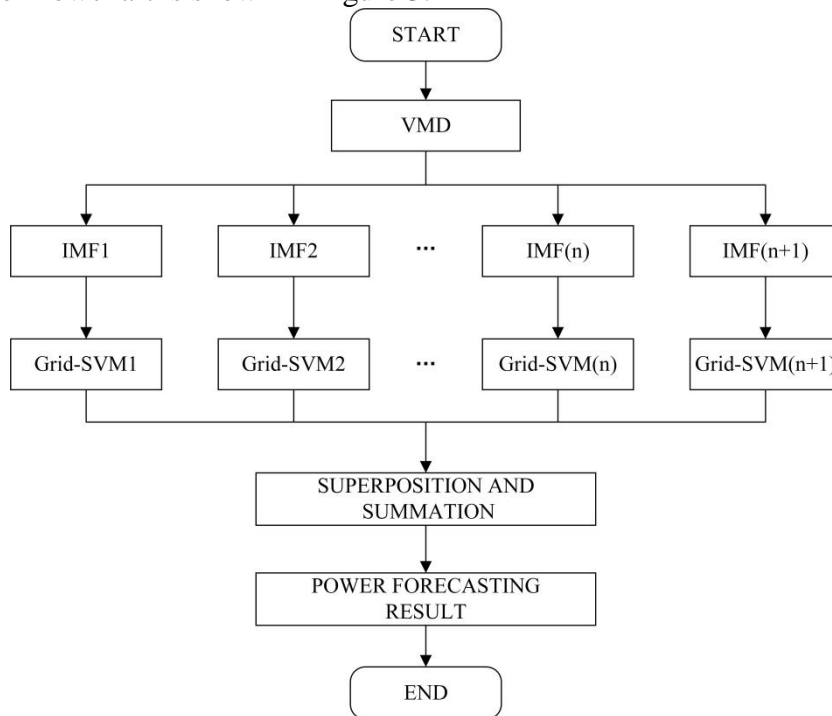 START
VMD
IMF1
IMF2
...
IMF(n)
IMF(n+1)
Grid-SVM1
Grid-SVM2
...
Grid-SVM(n)
Grid-SVM(n+1)
SUPERPOSITION AND
SUMMATION
POWER FORECASTING
RESULT
END